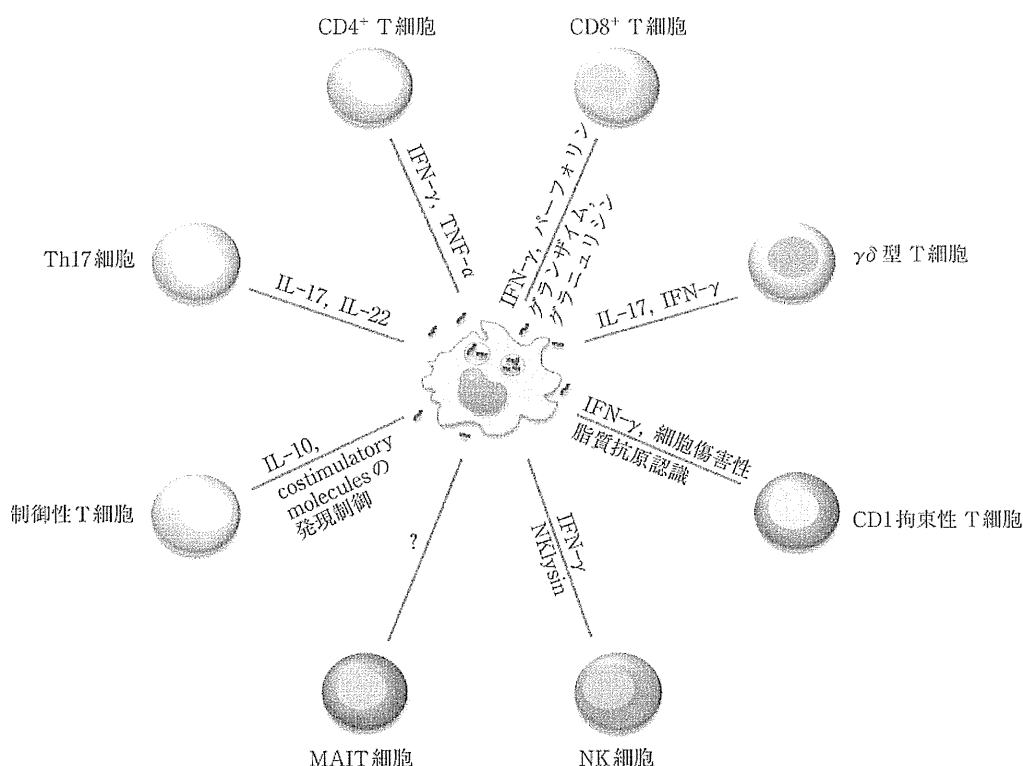 CD4⁺ T細胞
CD8⁺ T細胞
IFN-γ, TNF-α
IFN-γ, パーフォリン
グランザイム,
グラニュリシン
Th17細胞
IL-17, IL-22
γδ型 T細胞
IL-17, IFN-γ
制御性T細胞
IL-10,
costimulatory
moleculesの
発現制御
IFN-γ, 細胞傷害性
脂質抗原認識
CD1拘束性 T細胞
?
IFN-γ
NKlysin
MAIT細胞
NK細胞